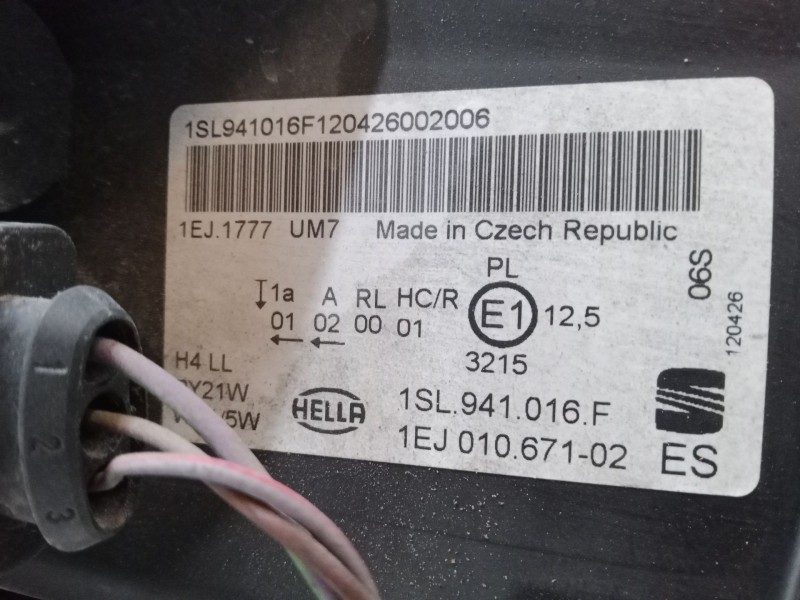 1SL941016F120426002006
1EJ.1777 UM7 Made in Czech Republic
PL
1a A RL HC/R
E1 12,5
01 02 00 01
3215
H4 LL
HELLA
1SL.941.016.F
1EJ 010.671-02
ES
06S
120426
1
2
3